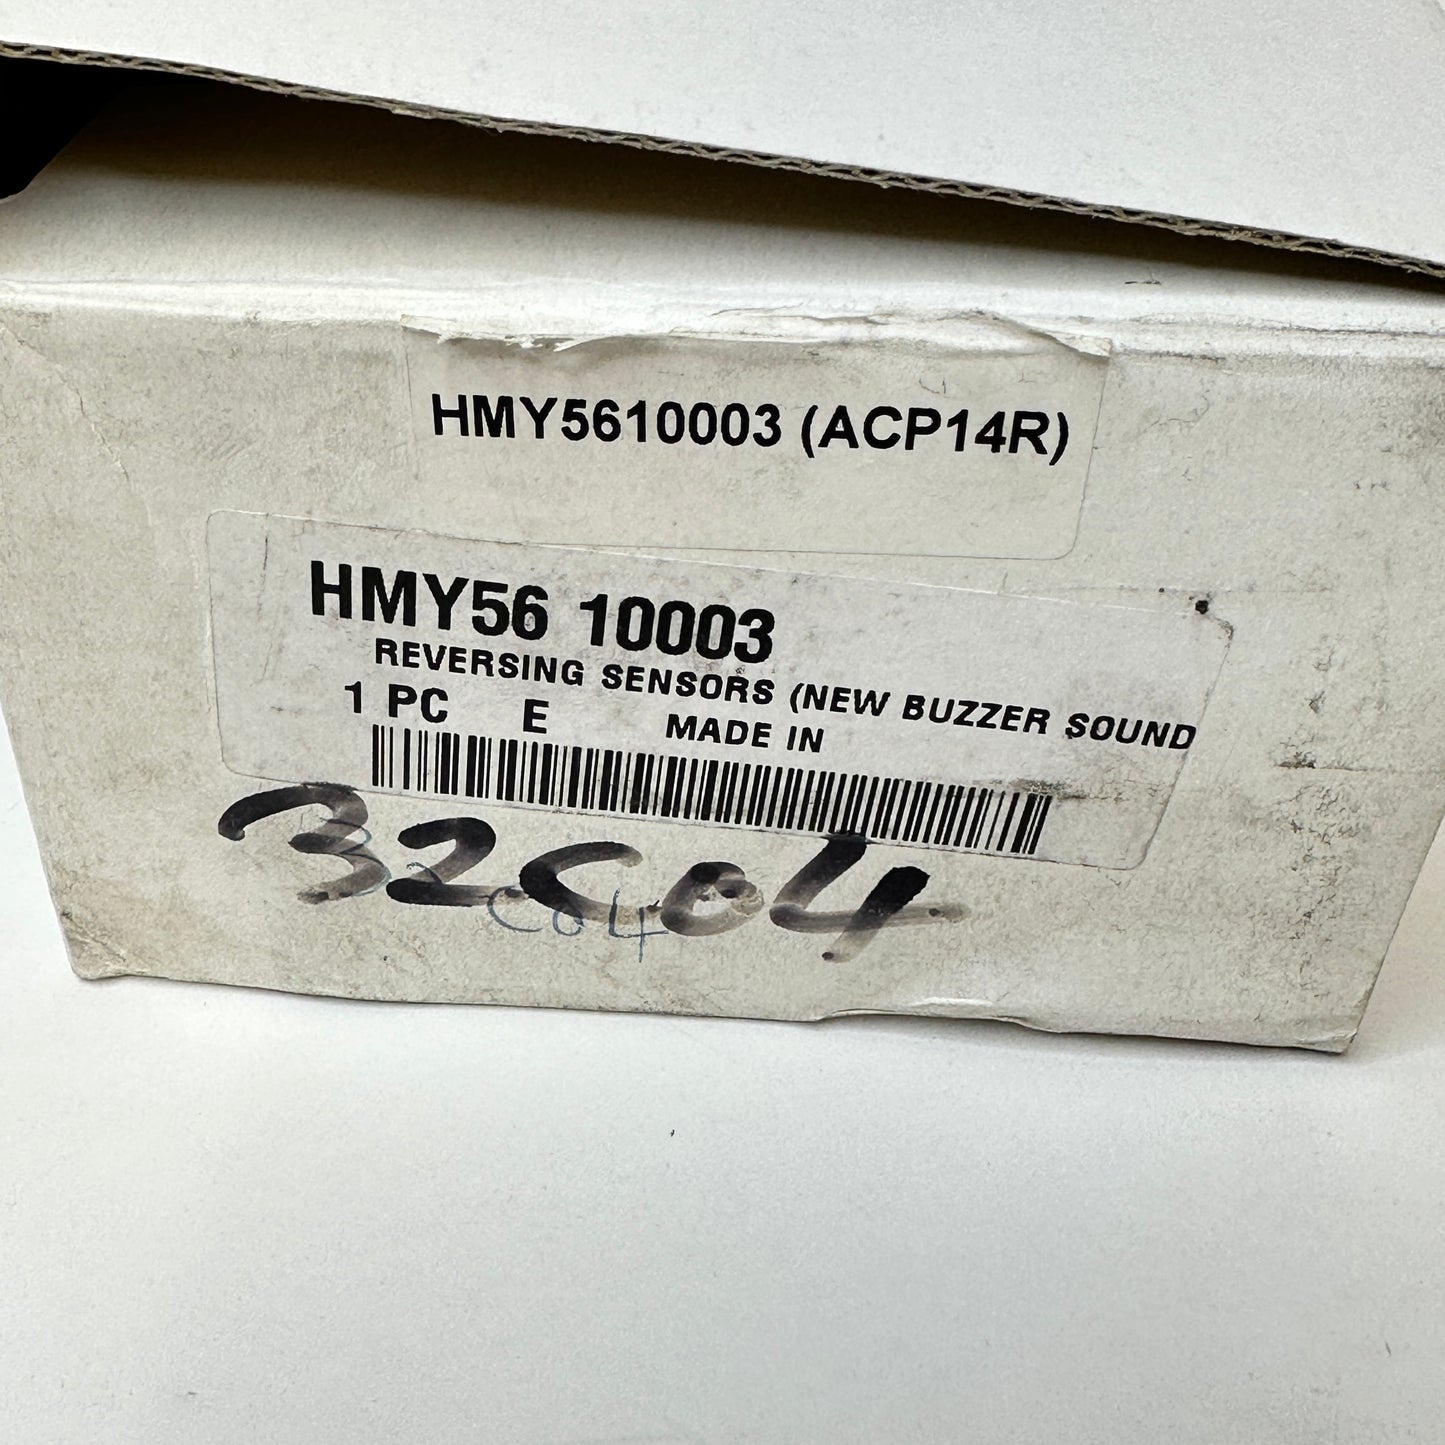 HMY5610003 (ACP14R)
HMY56 10003
REVERSING SENSORS (NEW BUZZER SOUND
1 PC E MADE IN
32C04
C04